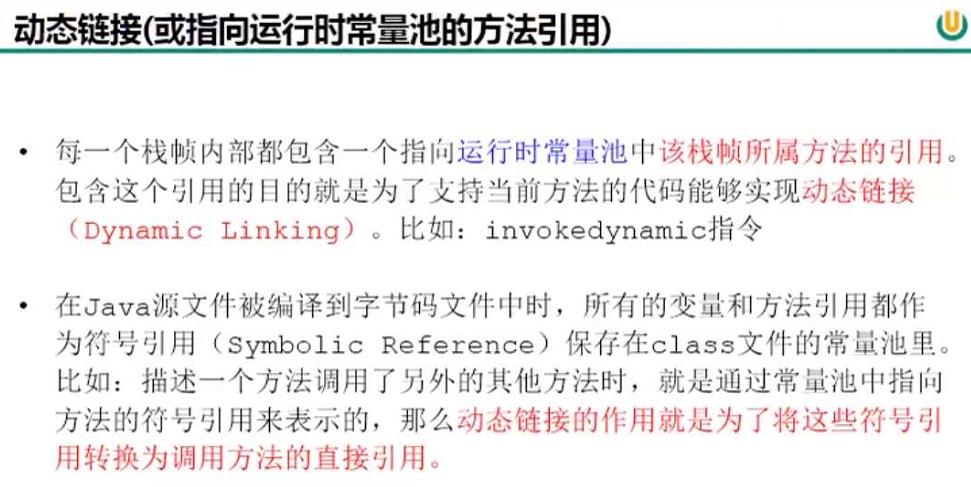 动态链接(或指向运行时常量池的方法引用)
• 每一个栈帧内部都包含一个指向运行时常量池中该栈帧所属方法的引用。
包含这个引用的目的就是为了支持当前方法的代码能够实现动态链接
（Dynamic Linking）。比如：invokedynamic指令
• 在Java源文件被编译到字节码文件中时，所有的变量和方法引用都作
为符号引用（Symbolic Reference）保存在class文件的常量池里。
比如：描述一个方法调用了另外的其他方法时，就是通过常量池中指向
方法的符号引用来表示的，那么动态链接的作用就是为了将这些符号引
用转换为调用方法的直接引用。